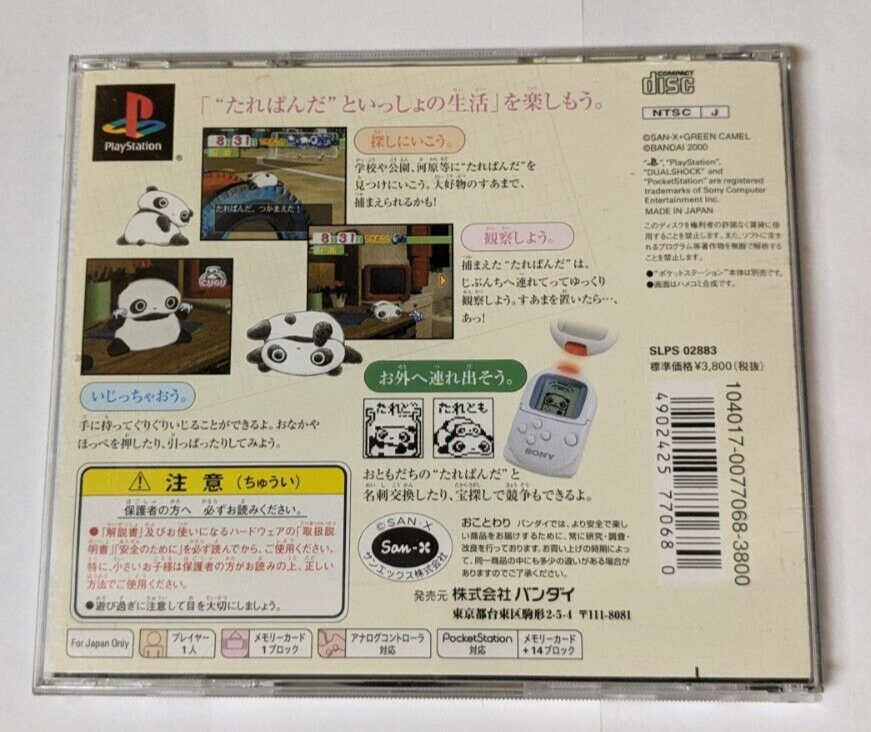 PlayStation
「“たれぱんだ”といっしょの生活」を楽しもう。
COMPACT
disc
NTSC J
©SAN-X+GREEN CAMEL
©BANDAI 2000
"PlayStation",
"DUALSHOCK" and
"PocketStation" are registered
trademarks of Sony Computer
Entertainment Inc.
MADE IN JAPAN
このディスクを権利者の許諾なく賃貸に
使用することを禁止します。また、ソフトに含ま
れるプログラム等著作物を無断で解析する
ことを禁止します。
●“ポケットステーション”本体は別売です。
●画面はハメコミ合成です。
SLPS 02883
標準価格¥3,800(税抜)
104017-0077068-3800
4902425 77068 0
8 31
たれぱんだ、つかまえた!
探しにいこう。
学校や公園、河原等に“たれぱんだ”を
見つけにいこう。大好物のすあまで、
捕まえられるかも!
8 31
観察しよう。
捕まえた“たれぱんだ”は、
じぶんちへ連れてってゆっくり
観察しよう。すあまを置いたら…、
あっ!
いじっちゃおう。
手に持ってぐりぐりいじることができるよ。おなかや
ほっぺを押したり、引っぱったりしてみよう。
お外へ連れ出そう。
たれど
たれとも
SONY
おともだちの“たれぱんだ”と
名刺交換したり、宝探しで競争もできるよ。
注意(ちゅうい)
保護者の方へ 必ずお読みください。
●「解説書」及びお使いになるハードウェアの「取扱説
明書」「安全のために」を必ず読んでから、ご使用ください。
特に、小さいお子様は保護者の方がお読みの上、正しい
方法でご使用ください。
●遊び過ぎに注意して目を大切にしましょう。
©SAN-X
San-X
サンエックス株式会社
おことわり バンダイでは、より安全で楽し
い商品をお届けするために、常に研究・調査・
改良を行っております。お買い上げの時期によっ
て、同一商品の中にも多少の違いがある場合が
ありますのでご了承ください。
発売元 株式会社 バンダイ
東京都台東区駒形2-5-4 〒111-8081
For Japan Only
プレイヤー
1人
メモリーカード
1ブロック
アナログコントローラ
対応
PocketStation
対応
メモリーカード
+14ブロック